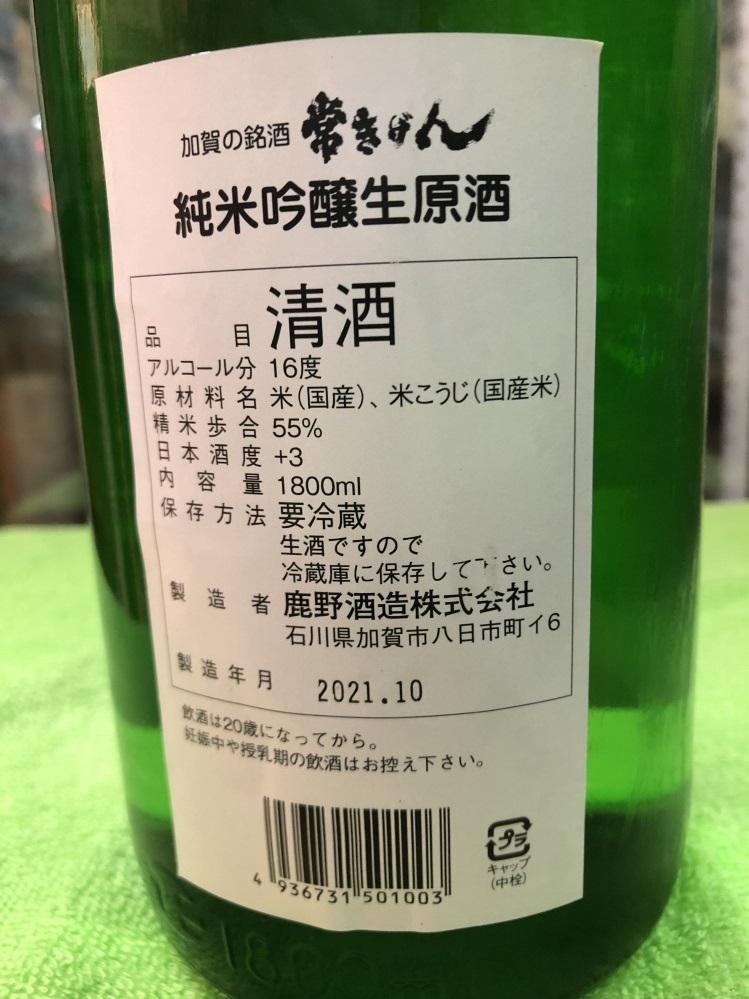 加賀の銘酒 常きげん
純米吟醸生原酒
品目 清酒
アルコール分 16度
原材料名 米(国産)、米こうじ(国産米)
精米歩合 55%
日本酒度 +3
内容量 1800ml
保存方法 要冷蔵
生酒ですので
冷蔵庫に保存して下さい。
製造者 鹿野酒造株式会社
石川県加賀市八日市町イ6
製造年月 2021.10
飲酒は20歳になってから。
妊娠中や授乳期の飲酒はお控え下さい。
4 936731 501003
プラ
キャップ
(中栓)